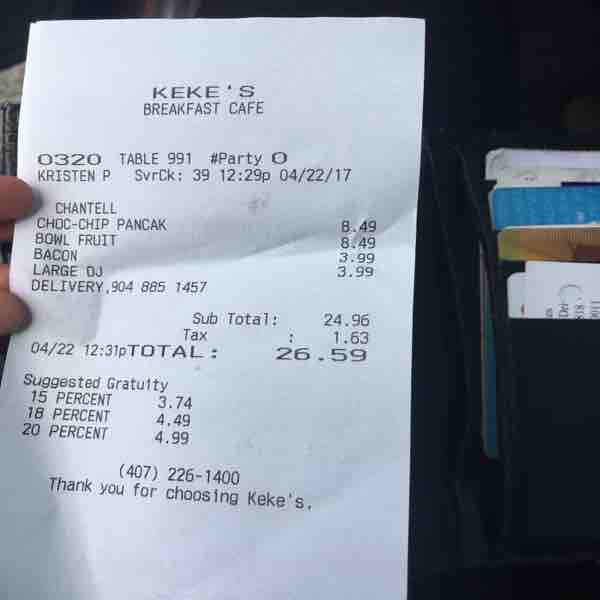 KEKE'S
BREAKFAST CAFE
0320 TABLE 991 #Party 0
KRISTEN P SvrCk: 39 12:29p 04/22/17
CHANTELL
CHOC-CHIP PANCAK 8.49
BOWL FRUIT 8.49
BACON 3.99
LARGE OJ 3.99
DELIVERY,904 885 1457
Sub Total: 24.96
Tax : 1.63
04/22 12:31pTOTAL: 26.59
Suggested Gratuity
15 PERCENT 3.74
18 PERCENT 4.49
20 PERCENT 4.99
(407) 226-1400
Thank you for choosing Keke's.